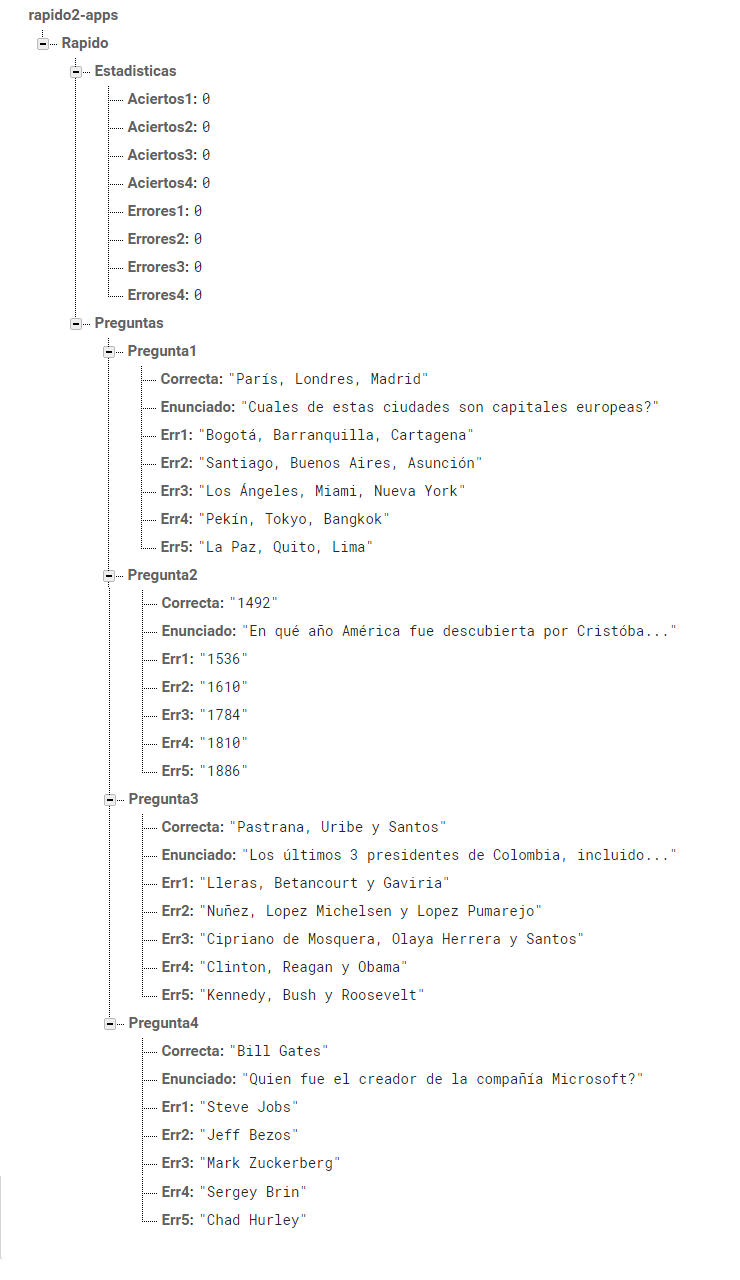 rapido2-apps
Rapido
Estadisticas
Aciertos1: 0
Aciertos2: 0
Aciertos3: 0
Aciertos4: 0
Errores1: 0
Errores2: 0
Errores3: 0
Errores4: 0
Preguntas
Pregunta1
Correcta: "París, Londres, Madrid"
Enunciado: "Cuales de estas ciudades son capitales europeas?"
Err1: "Bogotá, Barranquilla, Cartagena"
Err2: "Santiago, Buenos Aires, Asunción"
Err3: "Los Ángeles, Miami, Nueva York"
Err4: "Pekín, Tokyo, Bangkok"
Err5: "La Paz, Quito, Lima"
Pregunta2
Correcta: "1492"
Enunciado: "En qué año América fue descubierta por Cristóba..."
Err1: "1536"
Err2: "1610"
Err3: "1784"
Err4: "1810"
Err5: "1886"
Pregunta3
Correcta: "Pastrana, Uribe y Santos"
Enunciado: "Los últimos 3 presidentes de Colombia, incluido..."
Err1: "Lleras, Betancourt y Gaviria"
Err2: "Nuñez, Lopez Michelsen y Lopez Pumarejo"
Err3: "Cipriano de Mosquera, Olaya Herrera y Santos"
Err4: "Clinton, Reagan y Obama"
Err5: "Kennedy, Bush y Roosevelt"
Pregunta4
Correcta: "Bill Gates"
Enunciado: "Quien fue el creador de la compañía Microsoft?"
Err1: "Steve Jobs"
Err2: "Jeff Bezos"
Err3: "Mark Zuckerberg"
Err4: "Sergey Brin"
Err5: "Chad Hurley"